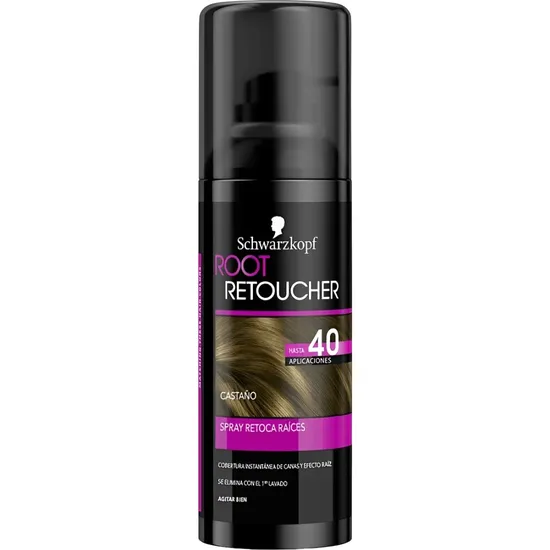 Schwarzkopf
ROOT
RETOUCHER
HASTA 40
APLICACIONES
CASTAÑO
SPRAY RETOCA RAÍCES
COBERTURA INSTANTÁNEA DE CANAS Y EFECTO RAÍZ
SE ELIMINA CON EL 1er LAVADO
AGITAR BIEN